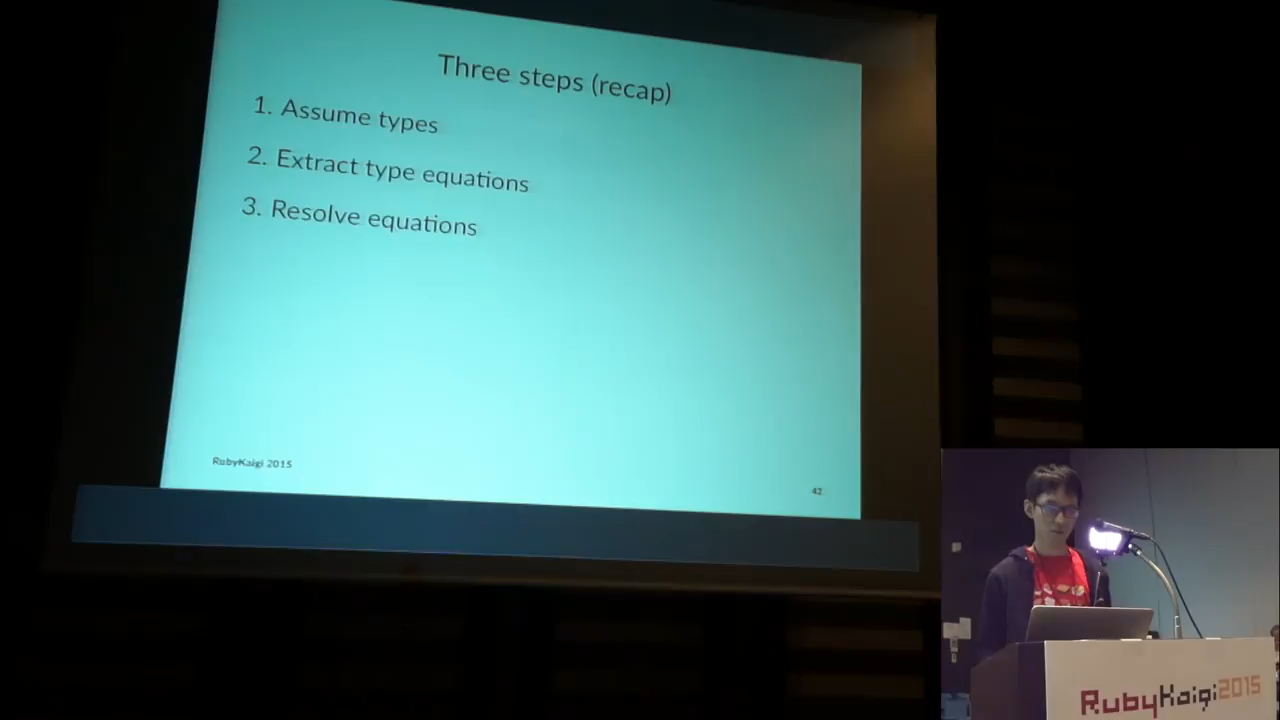 Three steps (recap)
1. Assume types
2. Extract type equations
3. Resolve equations
RubyKaigi 2015
42
RubyKaigi2015